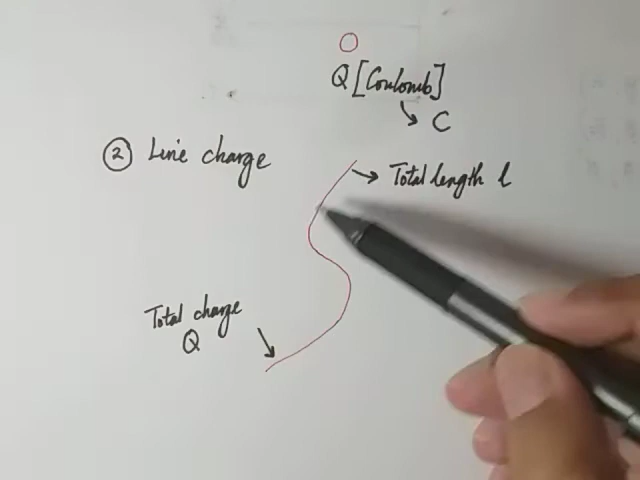 Q [Coulomb]
C
② Line charge
Total length l
Total charge
Q